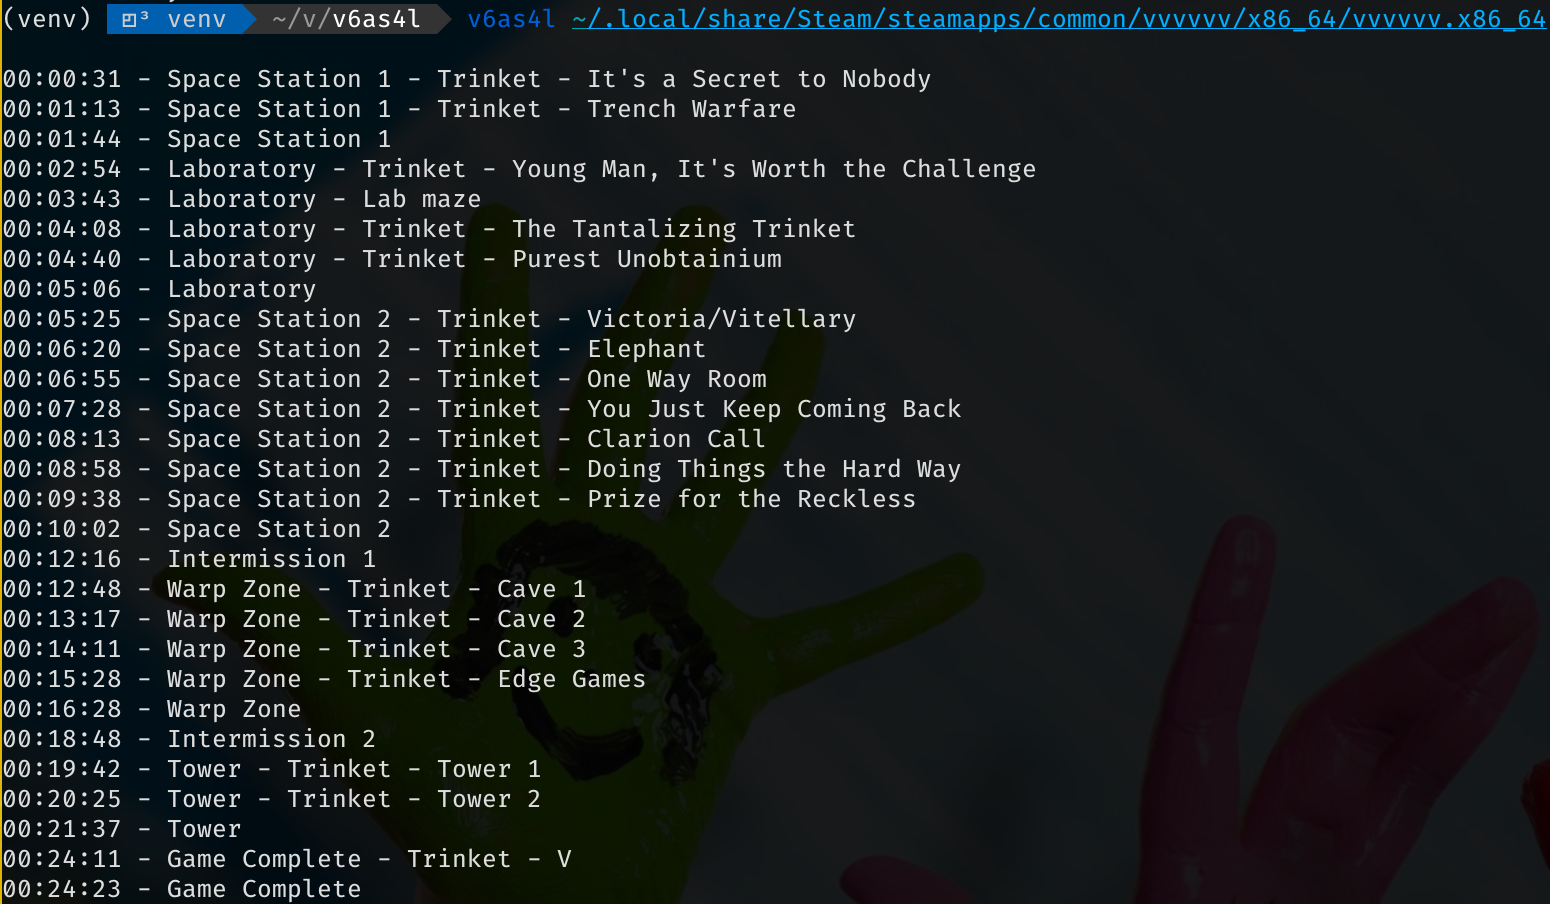 (venv) ◰³ venv ~/v/v6as4l v6as4l ~/.local/share/Steam/steamapps/common/vvvvvv/x86_64/vvvvvv.x86_64
00:00:31 - Space Station 1 - Trinket - It's a Secret to Nobody
00:01:13 - Space Station 1 - Trinket - Trench Warfare
00:01:44 - Space Station 1
00:02:54 - Laboratory - Trinket - Young Man, It's Worth the Challenge
00:03:43 - Laboratory - Lab maze
00:04:08 - Laboratory - Trinket - The Tantalizing Trinket
00:04:40 - Laboratory - Trinket - Purest Unobtainium
00:05:06 - Laboratory
00:05:25 - Space Station 2 - Trinket - Victoria/Vitellary
00:06:20 - Space Station 2 - Trinket - Elephant
00:06:55 - Space Station 2 - Trinket - One Way Room
00:07:28 - Space Station 2 - Trinket - You Just Keep Coming Back
00:08:13 - Space Station 2 - Trinket - Clarion Call
00:08:58 - Space Station 2 - Trinket - Doing Things the Hard Way
00:09:38 - Space Station 2 - Trinket - Prize for the Reckless
00:10:02 - Space Station 2
00:12:16 - Intermission 1
00:12:48 - Warp Zone - Trinket - Cave 1
00:13:17 - Warp Zone - Trinket - Cave 2
00:14:11 - Warp Zone - Trinket - Cave 3
00:15:28 - Warp Zone - Trinket - Edge Games
00:16:28 - Warp Zone
00:18:48 - Intermission 2
00:19:42 - Tower - Trinket - Tower 1
00:20:25 - Tower - Trinket - Tower 2
00:21:37 - Tower
00:24:11 - Game Complete - Trinket - V
00:24:23 - Game Complete